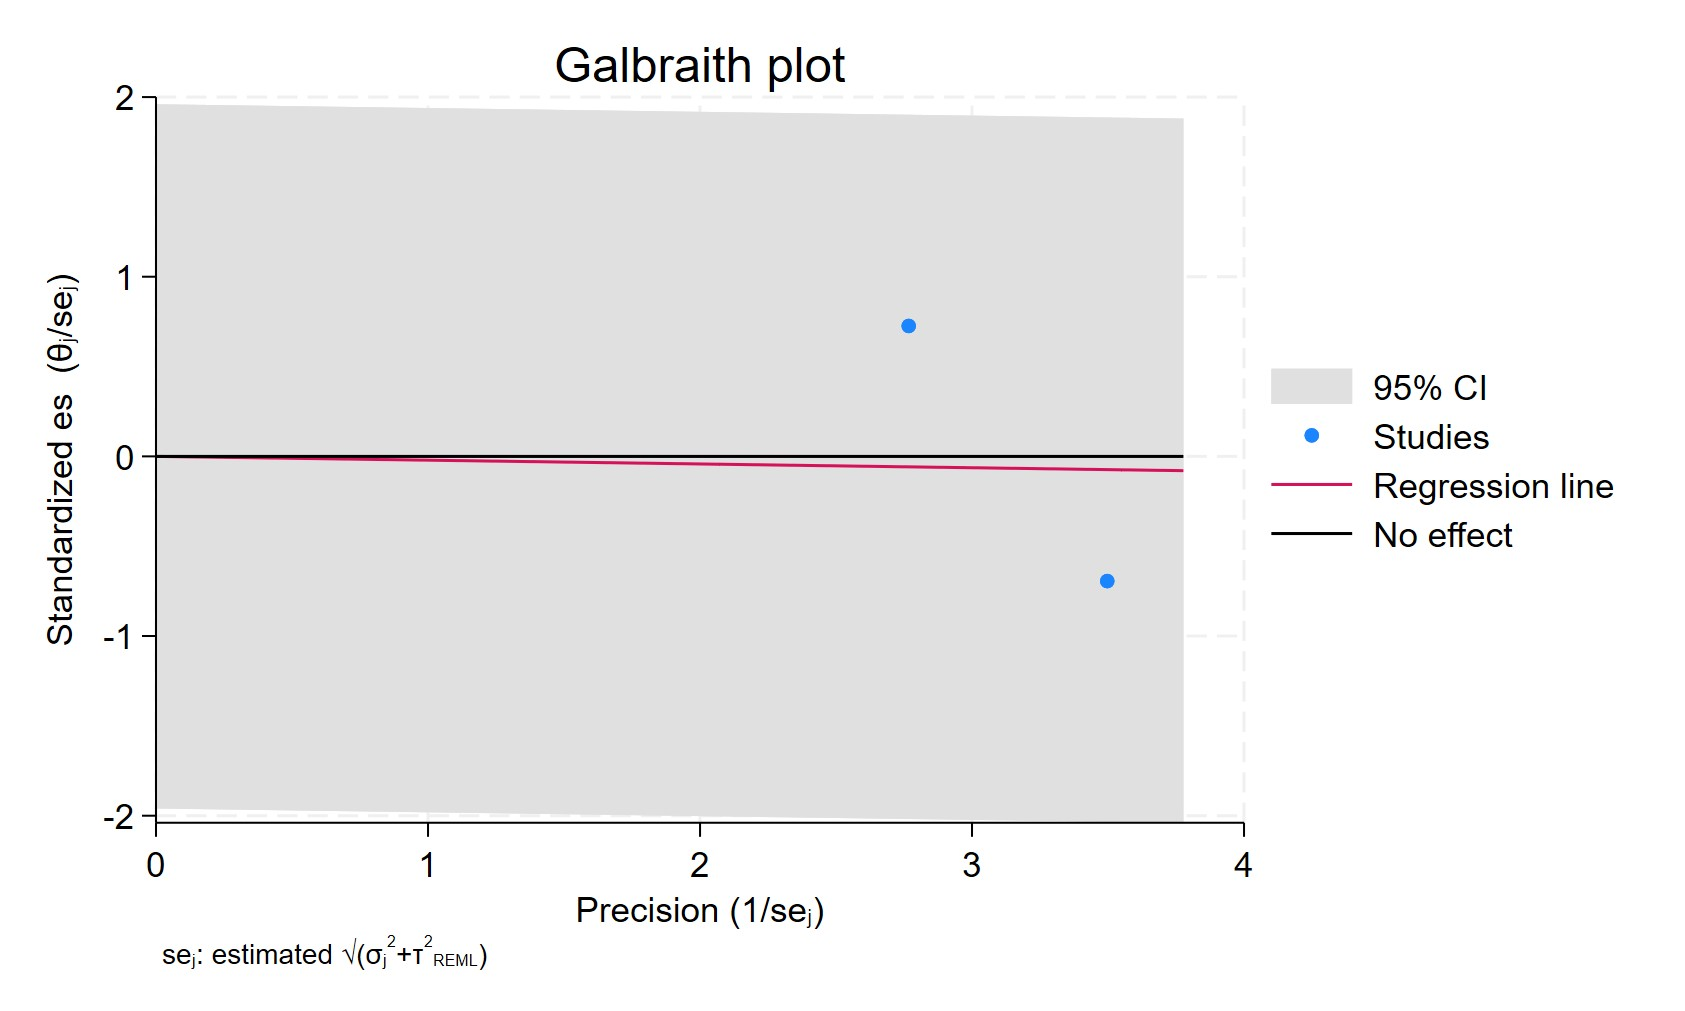 Galbraith plot
2
1
0
-1
-2
Standardized es (θⱼ/seⱼ)
0 1 2 3 4
Precision (1/seⱼ)
95% CI
Studies
Regression line
No effect
seⱼ: estimated √(σⱼ²+τ²REML)